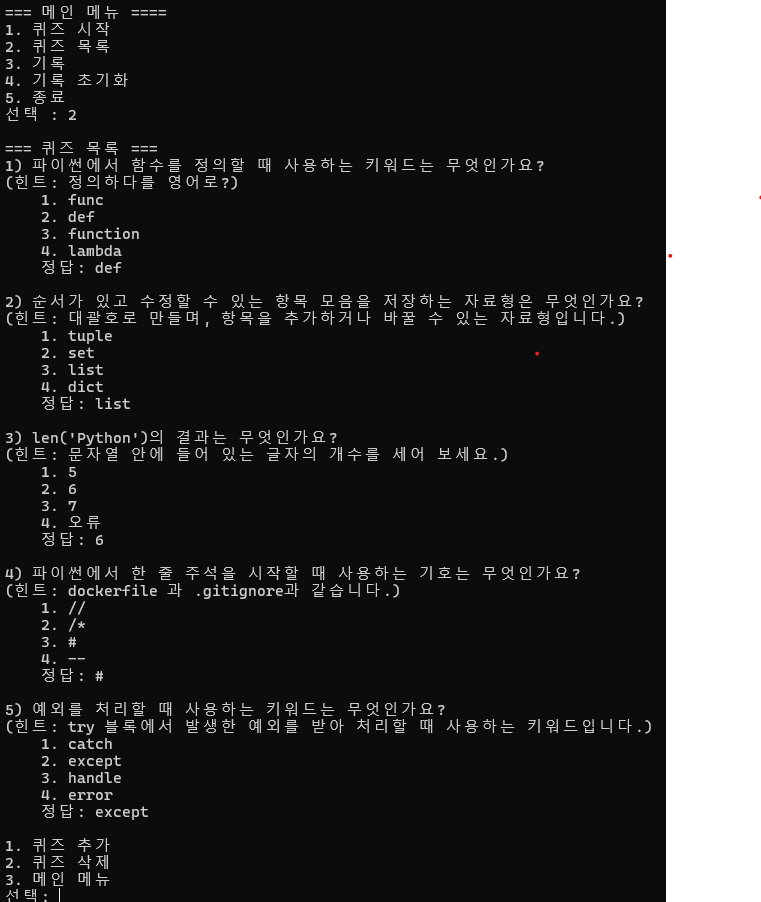 === 메인 메뉴 ====
1. 퀴즈 시작
2. 퀴즈 목록
3. 기록
4. 기록 초기화
5. 종료
선택 : 2
=== 퀴즈 목록 ===
1) 파이썬에서 함수를 정의할 때 사용하는 키워드는 무엇인가요?
(힌트: 정의하다를 영어로?)
1. func
2. def
3. function
4. lambda
정답: def
2) 순서가 있고 수정할 수 있는 항목 모음을 저장하는 자료형은 무엇인가요?
(힌트: 대괄호로 만들며, 항목을 추가하거나 바꿀 수 있는 자료형입니다.)
1. tuple
2. set
3. list
4. dict
정답: list
3) len('Python')의 결과는 무엇인가요?
(힌트: 문자열 안에 들어 있는 글자의 개수를 세어 보세요.)
1. 5
2. 6
3. 7
4. 오류
정답: 6
4) 파이썬에서 한 줄 주석을 시작할 때 사용하는 기호는 무엇인가요?
(힌트: dockerfile 과 .gitignore과 같습니다.)
1. //
2. /*
3. #
4. --
정답: #
5) 예외를 처리할 때 사용하는 키워드는 무엇인가요?
(힌트: try 블록에서 발생한 예외를 받아 처리할 때 사용하는 키워드입니다.)
1. catch
2. except
3. handle
4. error
정답: except
1. 퀴즈 추가
2. 퀴즈 삭제
3. 메인 메뉴
선택: